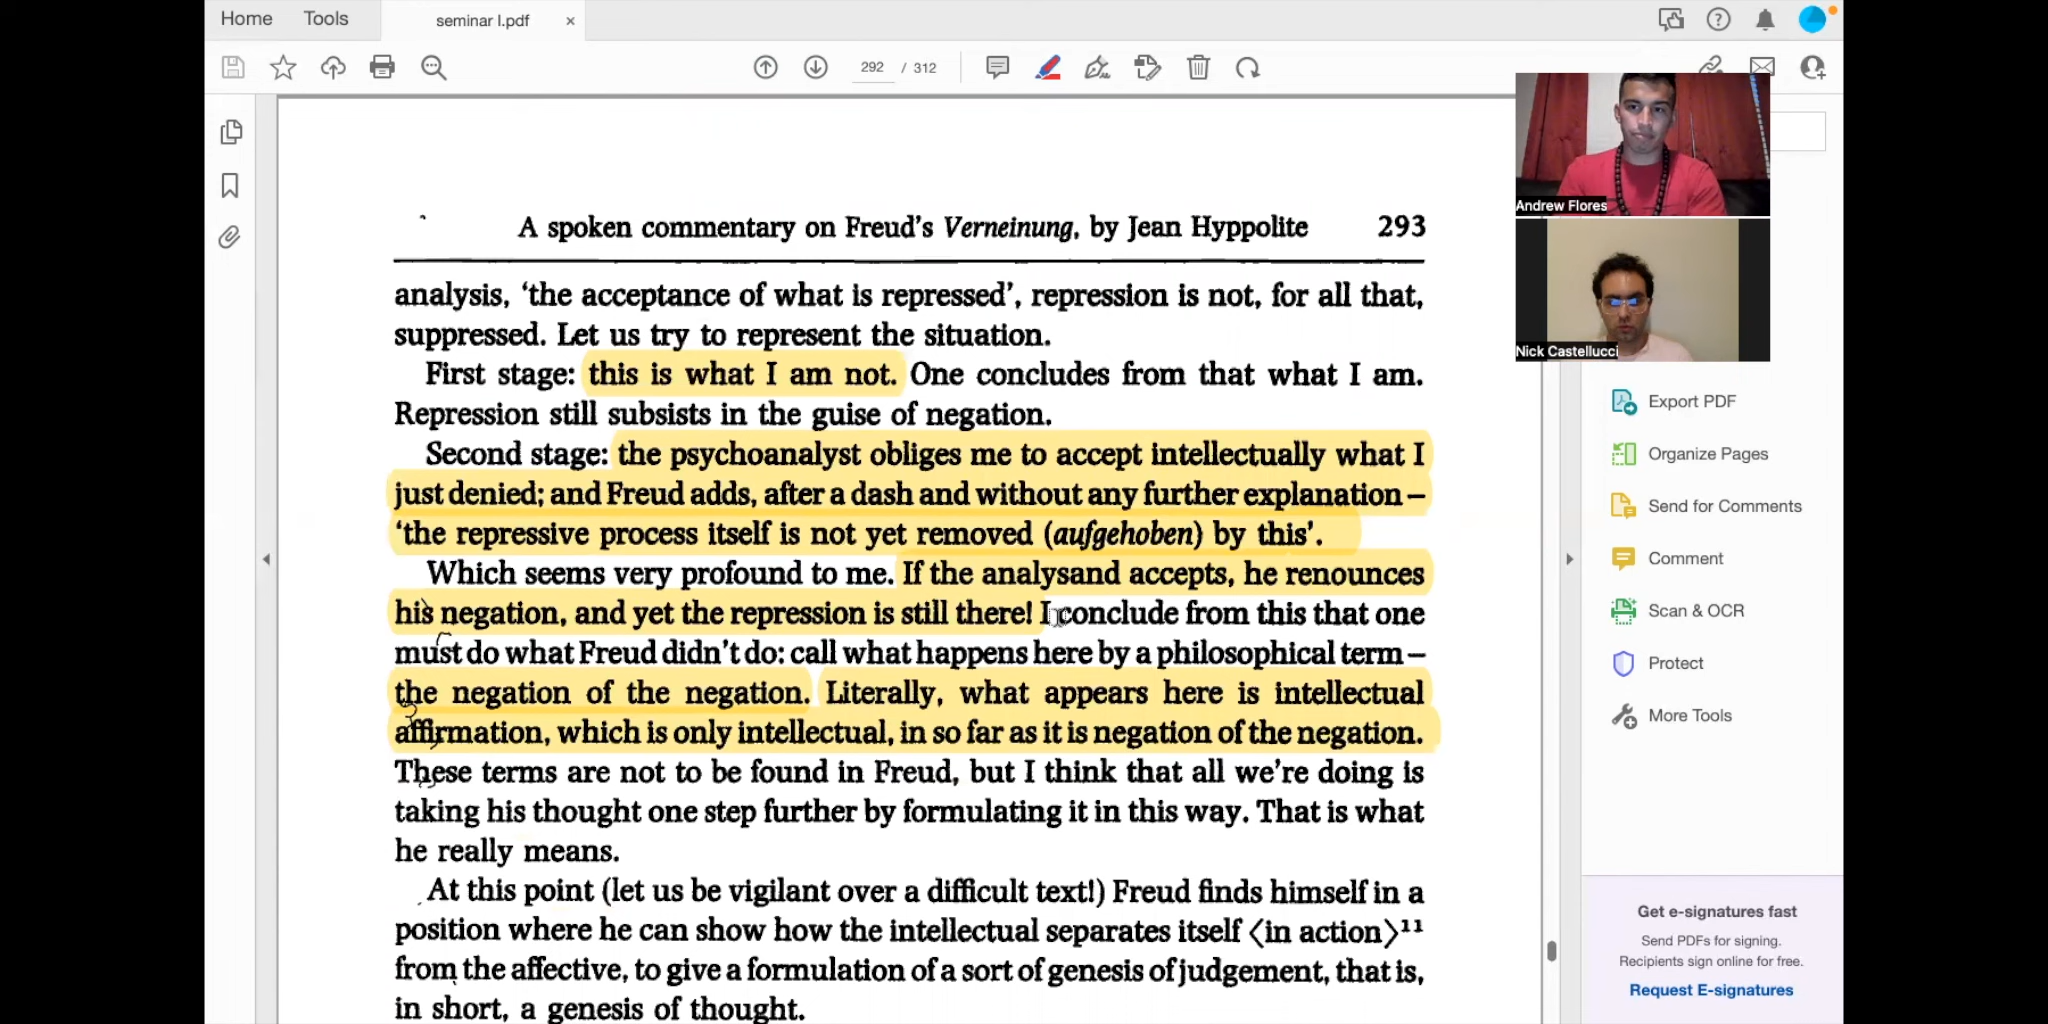 Home Tools seminar I.pdf ×
292 / 312
Andrew Flores
Nick Castellucci
A spoken commentary on Freud's Verneinung, by Jean Hyppolite 293
analysis, 'the acceptance of what is repressed', repression is not, for all that,
suppressed. Let us try to represent the situation.
First stage: this is what I am not. One concludes from that what I am.
Repression still subsists in the guise of negation.
Second stage: the psychoanalyst obliges me to accept intellectually what I
just denied; and Freud adds, after a dash and without any further explanation –
'the repressive process itself is not yet removed (aufgehoben) by this'.
Which seems very profound to me. If the analysand accepts, he renounces
his negation, and yet the repression is still there! I conclude from this that one
must do what Freud didn't do: call what happens here by a philosophical term –
the negation of the negation. Literally, what appears here is intellectual
affirmation, which is only intellectual, in so far as it is negation of the negation.
These terms are not to be found in Freud, but I think that all we're doing is
taking his thought one step further by formulating it in this way. That is what
he really means.
At this point (let us be vigilant over a difficult text!) Freud finds himself in a
position where he can show how the intellectual separates itself ⟨in action⟩¹¹
from the affective, to give a formulation of a sort of genesis of judgement, that is,
in short, a genesis of thought.
Export PDF
Organize Pages
Send for Comments
Comment
Scan & OCR
Protect
More Tools
Get e-signatures fast
Send PDFs for signing.
Recipients sign online for free.
Request E-signatures